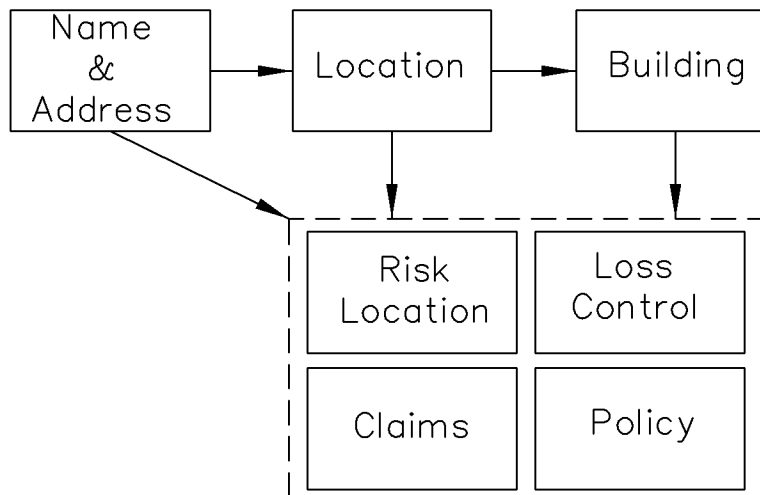 Name
&
Address
Location
Building
Risk
Location
Loss
Control
Claims
Policy